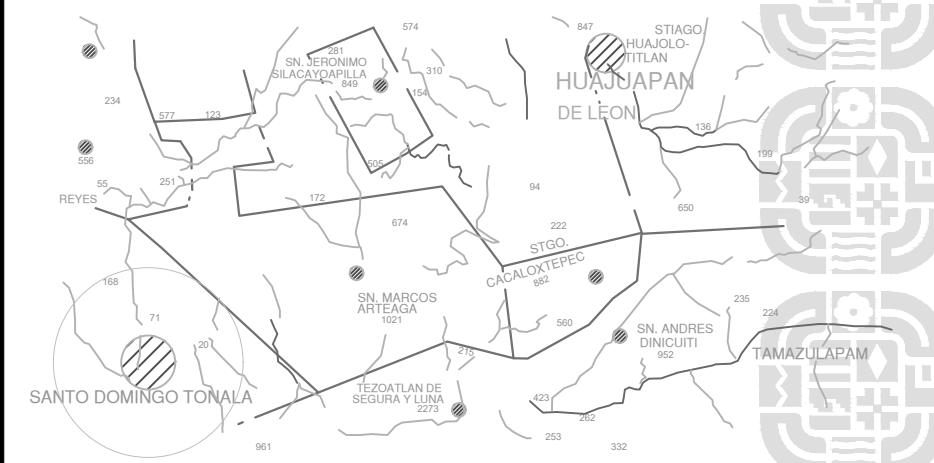 574
847
STIAGO.
HUAJOLO-
TITLAN
281
SN. JERONIMO
SILACAYOAPILLA
849
310
154
HUAJUAPAN
DE LEON
234
577
123
136
199
556
505
55
251
REYES
172
94
39
650
674
222
STGO.
CACALOXTEPEC
882
168
SN. MARCOS
ARTEAGA
1021
71
20
560
235
224
SN. ANDRES
DINICUITI
952
215
TAMAZULAPAM
SANTO DOMINGO TONALA
TEZOATLAN DE
SEGURA Y LUNA
2273
423
262
253
332
961